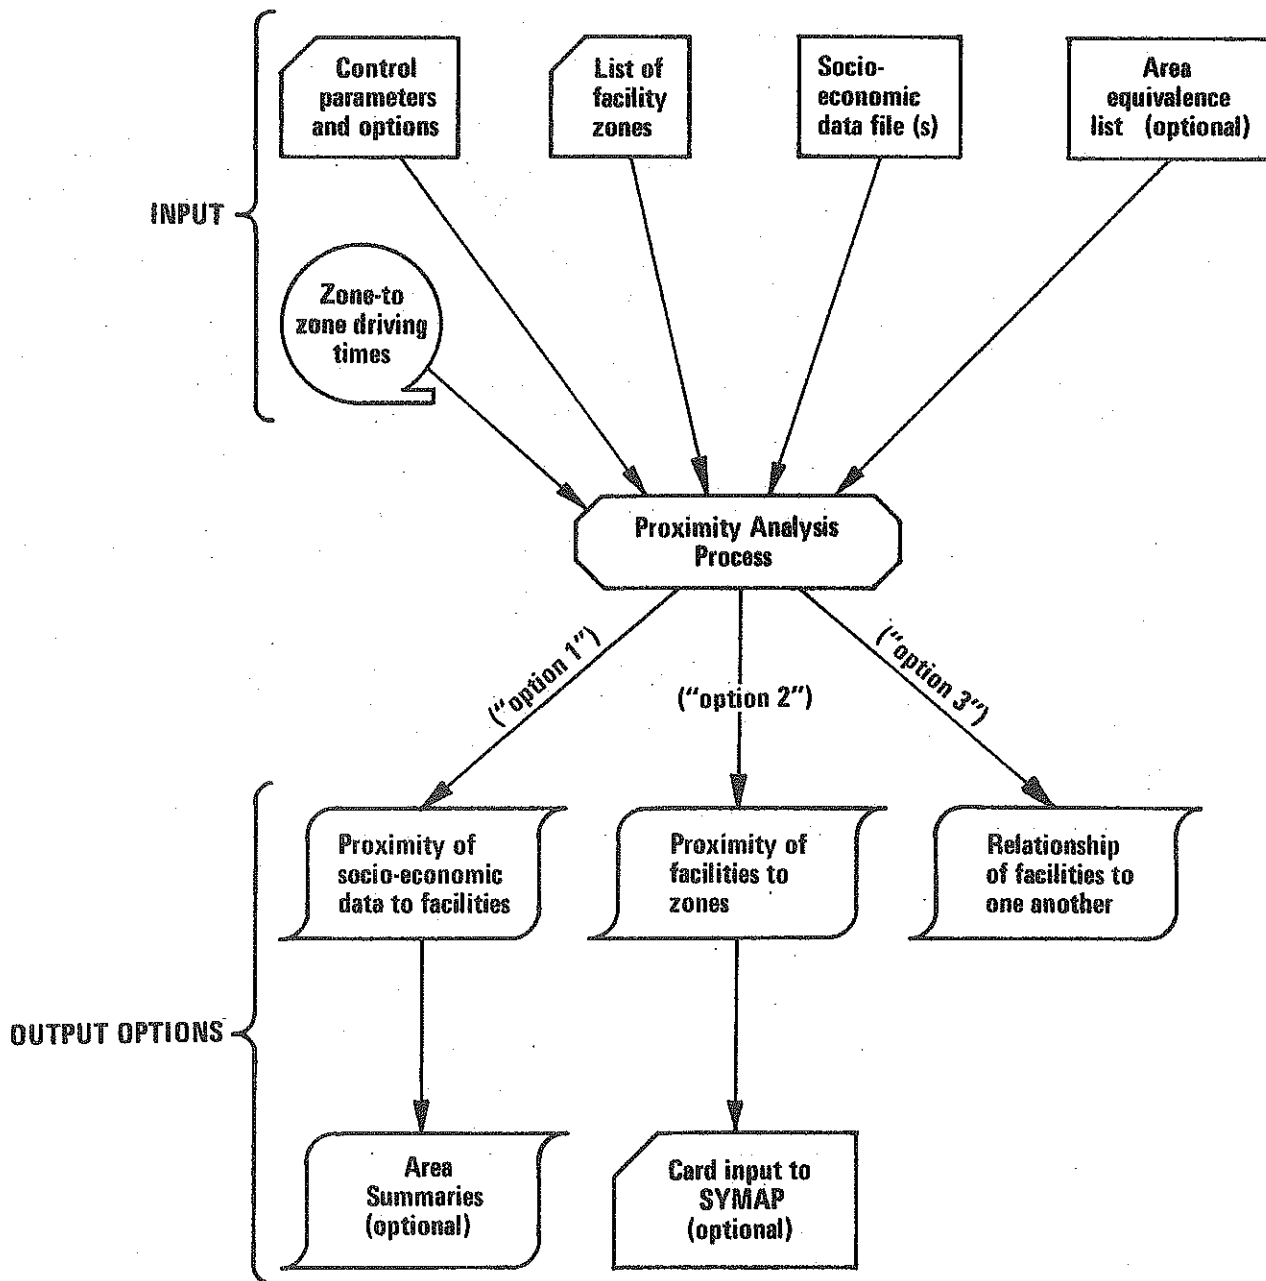 Control
parameters
and options
List of
facility
zones
Socio-
economic
data file (s)
Area
equivalence
list (optional)
INPUT
Zone-to
zone driving
times
Proximity Analysis
Process
("option 1")
("option 2")
("option 3")
Proximity of
socio-economic
data to facilities
Proximity of
facilities to
zones
Relationship
of facilities to
one another
OUTPUT OPTIONS
Area
Summaries
(optional)
Card input to
SYMAP
(optional)